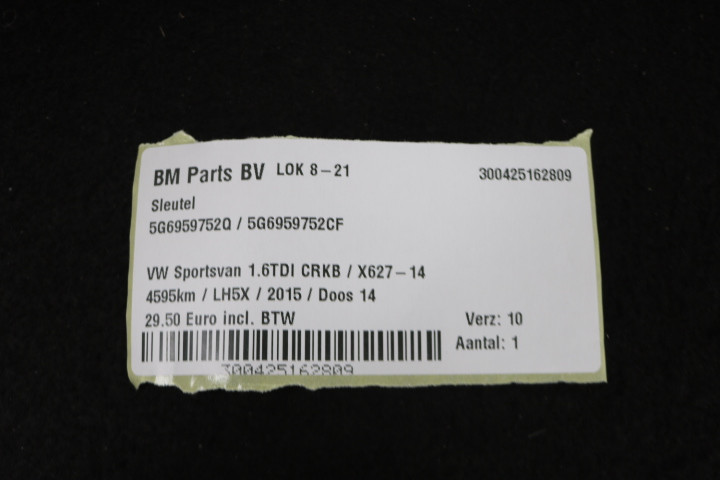 BM Parts BV LOK 8-21 300425162809
Sleutel
5G6959752Q / 5G6959752CF
VW Sportsvan 1.6TDI CRKB / X627-14
4595km / LH5X / 2015 / Doos 14
29.50 Euro incl. BTW Verz: 10
Aantal: 1
300425162809